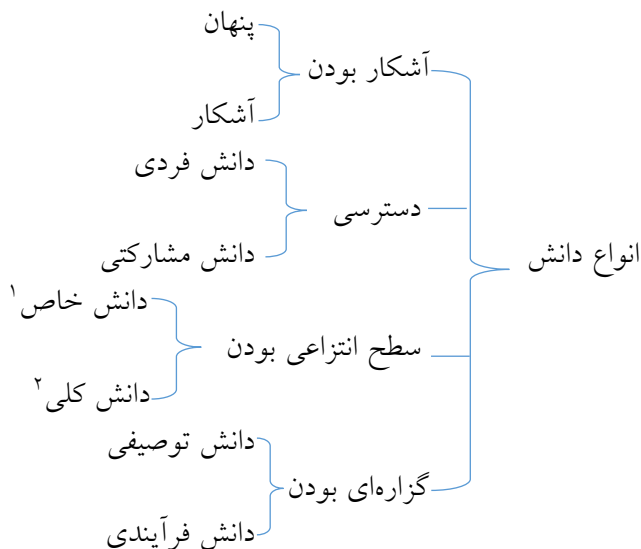 انواع دانش
آشکار بودن
پنهان
آشکار
دسترسی
دانش فردی
دانش مشارکتی
سطح انتزاعی بودن
دانش خاص۱
دانش کلی۲
گزاره‌ای بودن
دانش توصیفی
دانش فرآیندی